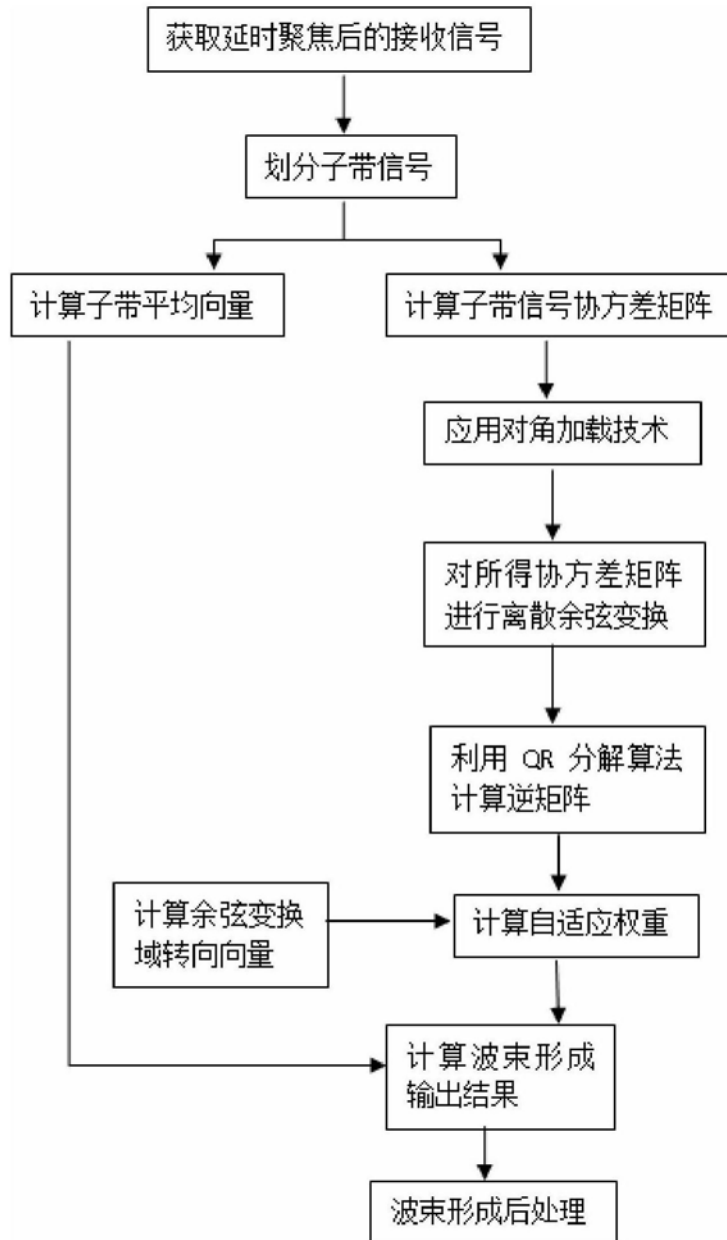 获取延时聚焦后的接收信号
划分子带信号
计算子带平均向量
计算子带信号协方差矩阵
应用对角加载技术
对所得协方差矩阵
进行离散余弦变换
利用 QR 分解算法
计算逆矩阵
计算余弦变换
域转向向量
计算自适应权重
计算波束形成
输出结果
波束形成后处理